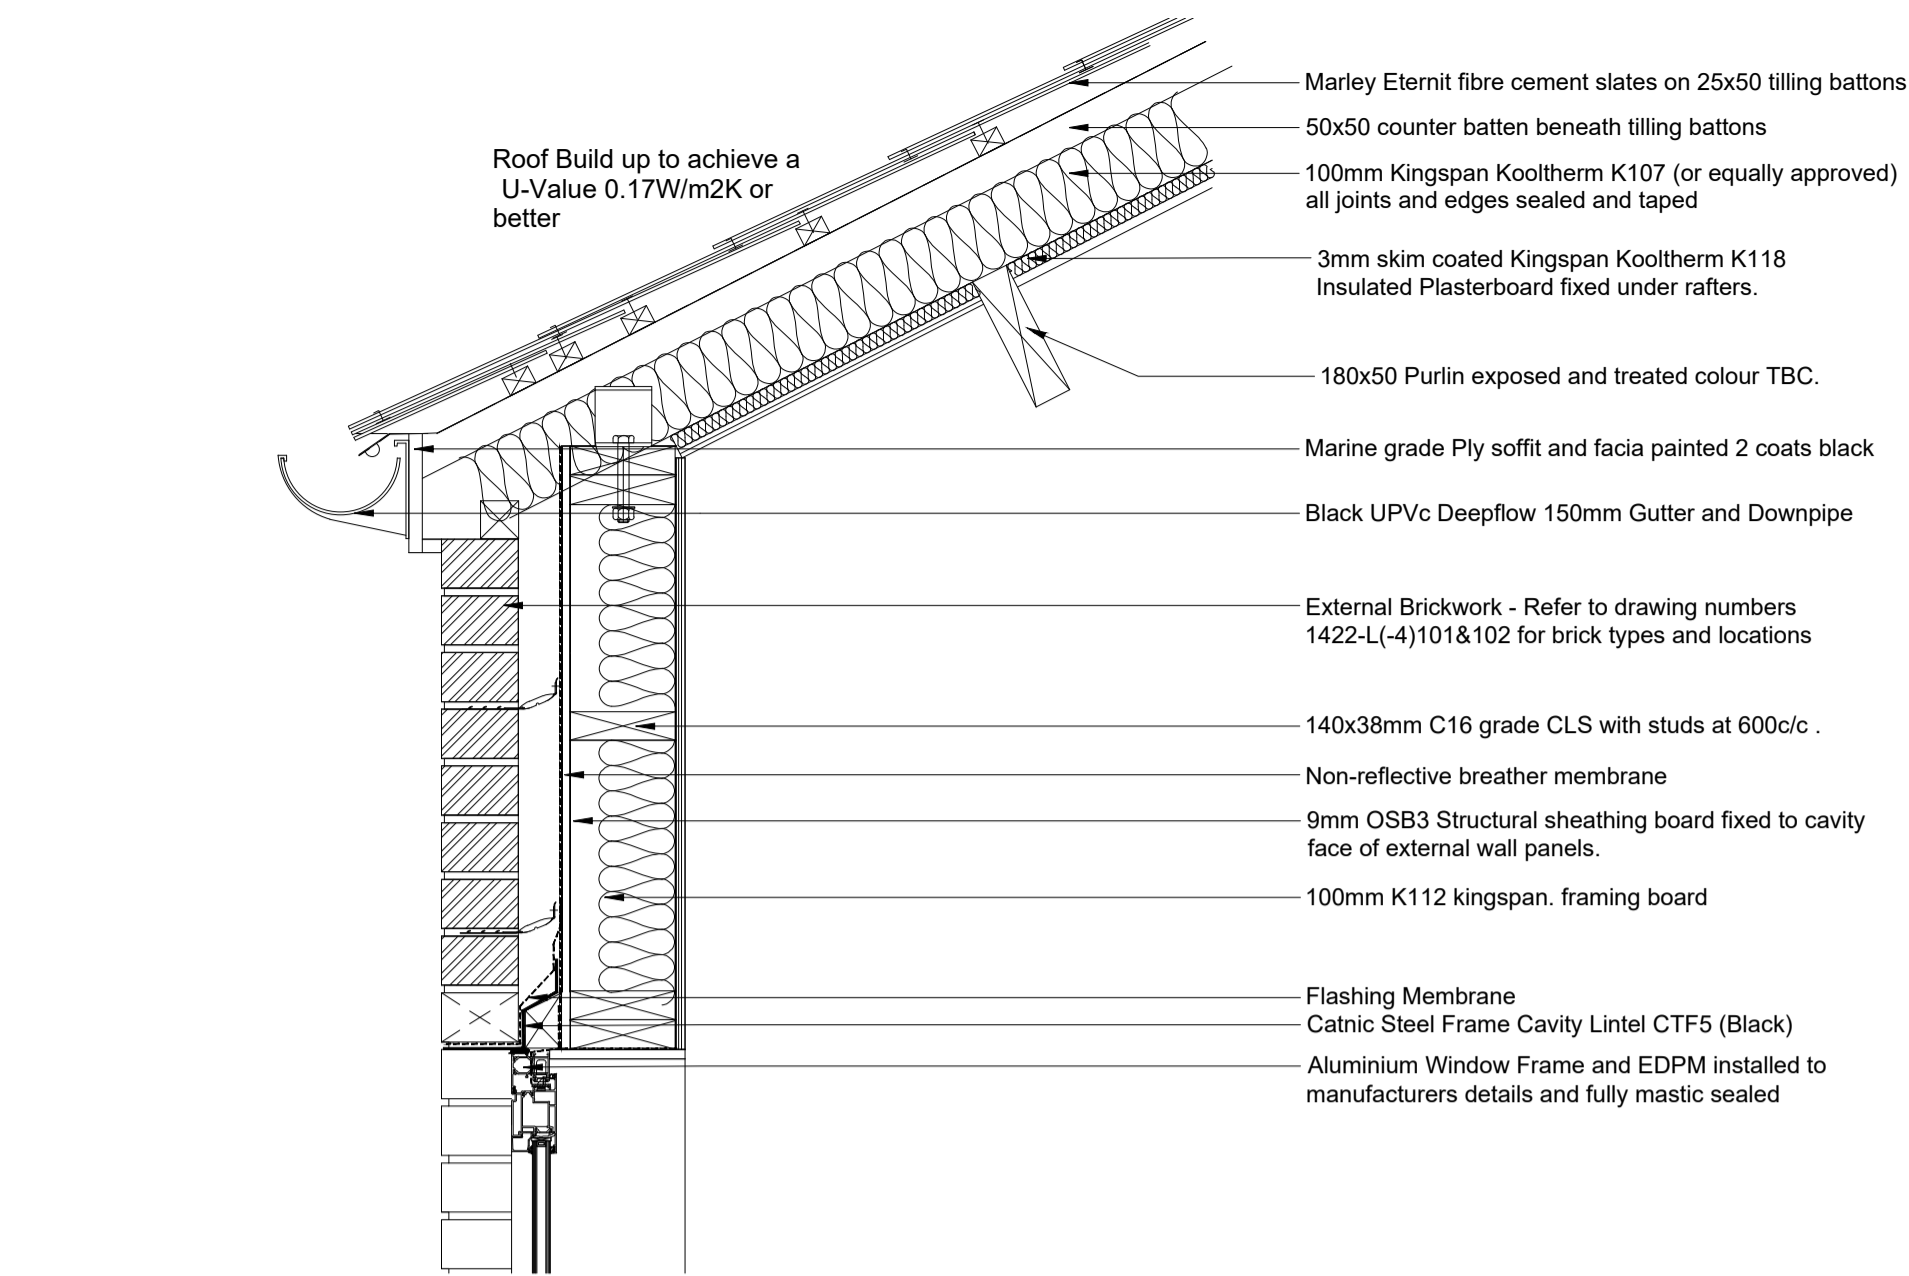 Roof Build up to achieve a
U-Value 0.17W/m2K or
better
Marley Eternit fibre cement slates on 25x50 tilling battons
50x50 counter batten beneath tilling battons
100mm Kingspan Kooltherm K107 (or equally approved)
all joints and edges sealed and taped
3mm skim coated Kingspan Kooltherm K118
Insulated Plasterboard fixed under rafters.
180x50 Purlin exposed and treated colour TBC.
Marine grade Ply soffit and facia painted 2 coats black
Black UPVc Deepflow 150mm Gutter and Downpipe
External Brickwork - Refer to drawing numbers
1422-L(-4)101&102 for brick types and locations
140x38mm C16 grade CLS with studs at 600c/c .
Non-reflective breather membrane
9mm OSB3 Structural sheathing board fixed to cavity
face of external wall panels.
100mm K112 kingspan. framing board
Flashing Membrane
Catnic Steel Frame Cavity Lintel CTF5 (Black)
Aluminium Window Frame and EDPM installed to
manufacturers details and fully mastic sealed